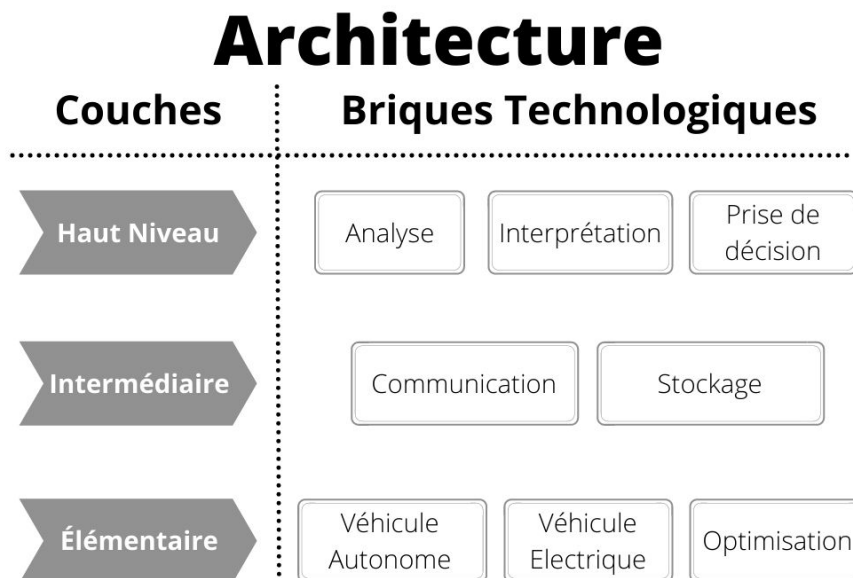 Architecture
Couches
Briques Technologiques
Haut Niveau
Analyse
Interprétation
Prise de
décision
Intermédiaire
Communication
Stockage
Élémentaire
Véhicule
Autonome
Véhicule
Electrique
Optimisation